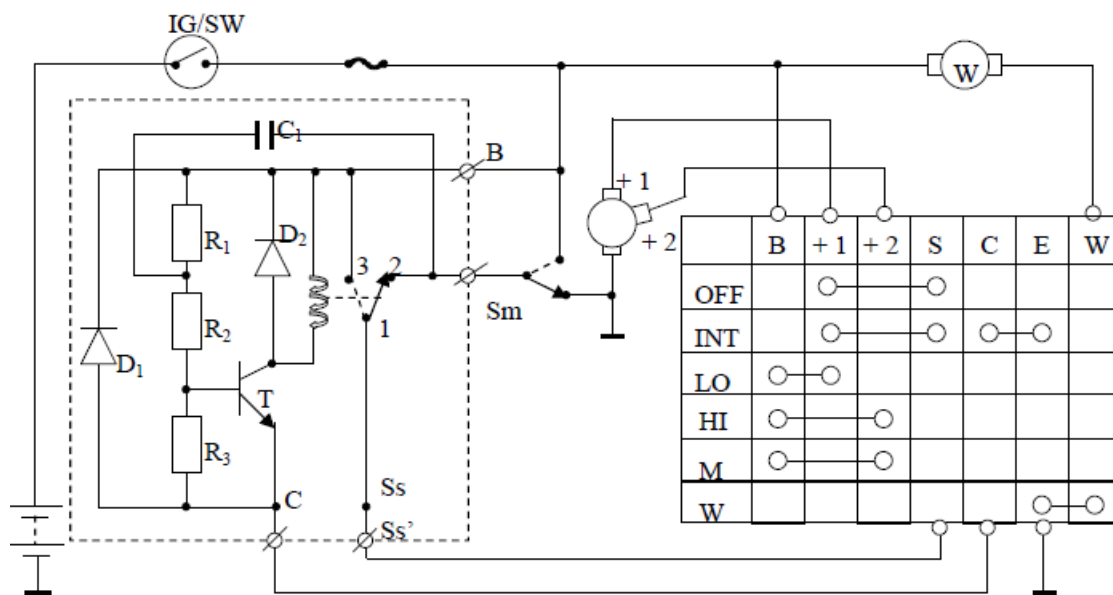 IG/SW
W
C1
B
+ 1
+ 2
R1
D2
3 2
1
Sm
R2
D1
T
R3
C
Ss
Ss’
B + 1 + 2 S C E W
OFF
INT
LO
HI
M
W